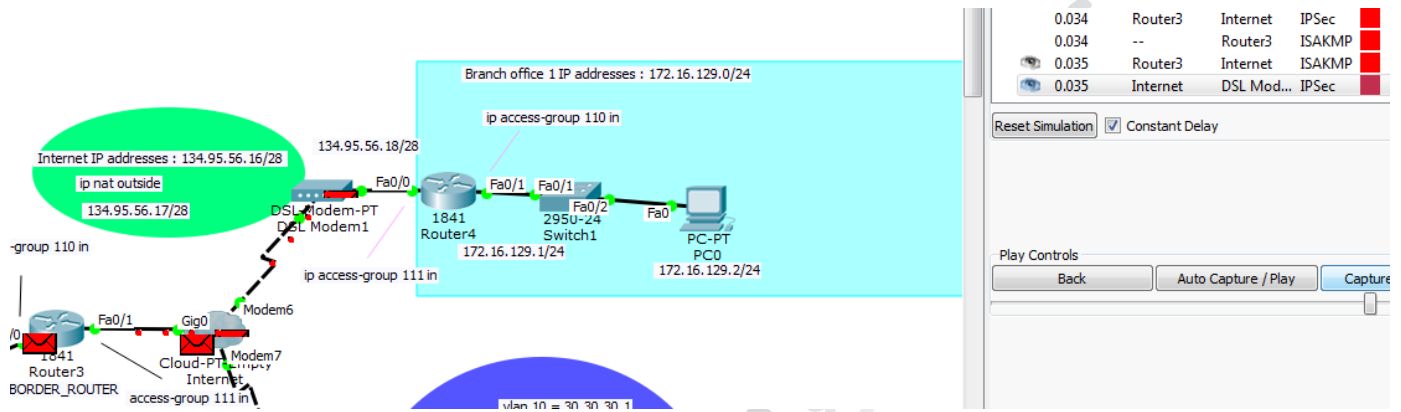 0.034 Router3 Internet IPSec
0.034 -- Router3 ISAKMP
0.035 Router3 Internet ISAKMP
0.035 Internet DSL Mod... IPSec
Reset Simulation Constant Delay
Play Controls
Back Auto Capture / Play Capture
Branch office 1 IP addresses : 172.16.129.0/24
ip access-group 110 in
134.95.56.18/28
Internet IP addresses : 134.95.56.16/28
ip nat outside
134.95.56.17/28
Fa0/0
Fa0/1
Fa0/1
Fa0/2
Fa0
DSL-Modem-PT
DSL Modem1
1841
Router4
2950-24
Switch1
PC-PT
PC0
172.16.129.1/24
172.16.129.2/24
-group 110 in
ip access-group 111 in
Modem6
Fa0/1
Gig0
/0
1841
Router3
BORDER_ROUTER
Modem7
Cloud-PT-Empty
Internet
access-group 111 in
vlan 10 = 30.30.30.1